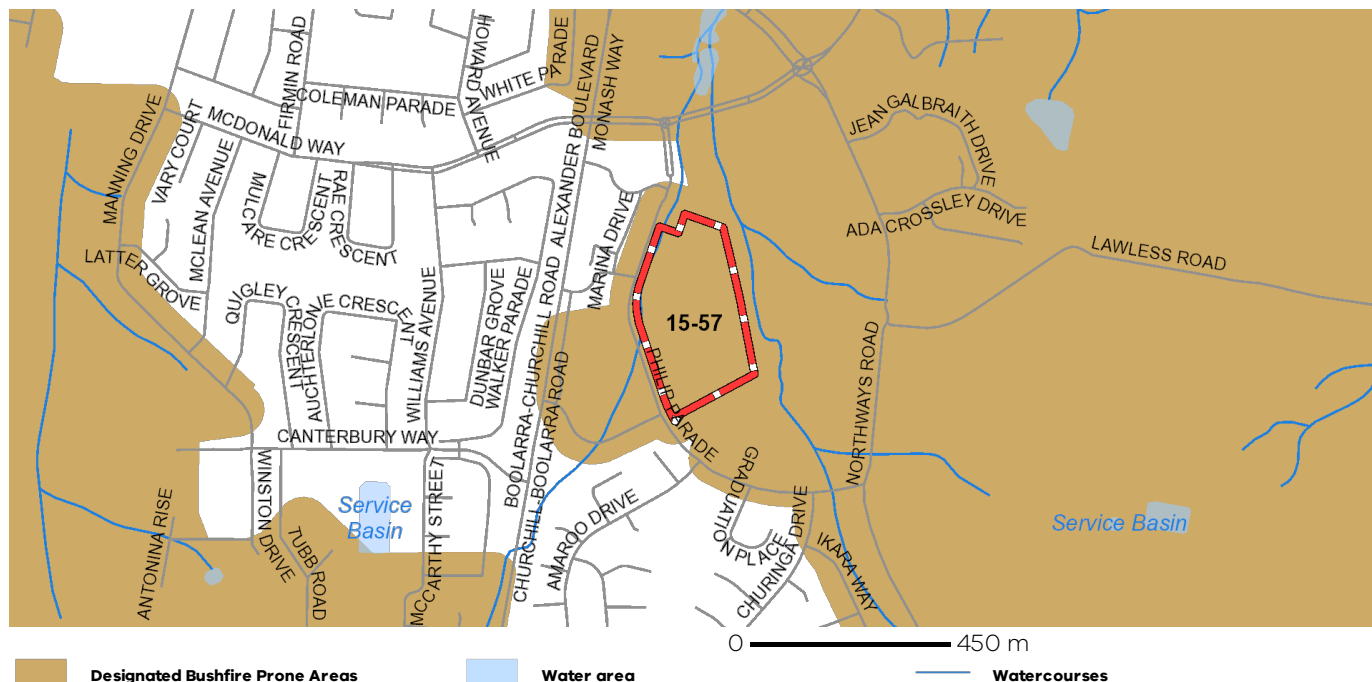 HOWARD AVENUE
FIRMIN ROAD
WHITE PARADE
COLEMAN PARADE
ALEXANDER BOULEVARD
MONASH WAY
MANNING DRIVE
VARY COURT
MCDONALD WAY
MCLEAN AVENUE
MULCARE CRESCENT
RAE CRESCENT
JEAN GALBRAITH DRIVE
ADA CROSSLEY DRIVE
LAWLESS ROAD
MARINA DRIVE
LATTER GROVE
QUIGLEY CRESCENT
AUCHTERLONIE CRESCENT
WILLIAMS AVENUE
DUNBAR GROVE
WALKER PARADE
BOOLARRA-CHURCHILL ROAD
CHURCHILL-BOOLARRA ROAD
15-57
PHILIP PARADE
NORTHWAYS ROAD
CANTERBURY WAY
WINSTON DRIVE
Service
Basin
MCCARTHY STREET
AMAROO DRIVE
GRADUATION PLACE
CHURINGA DRIVE
IKARA WAY
Service Basin
ANTONINA RISE
TUBB ROAD
0 450 m
Designated Bushfire Prone Areas
Water area
Watercourses